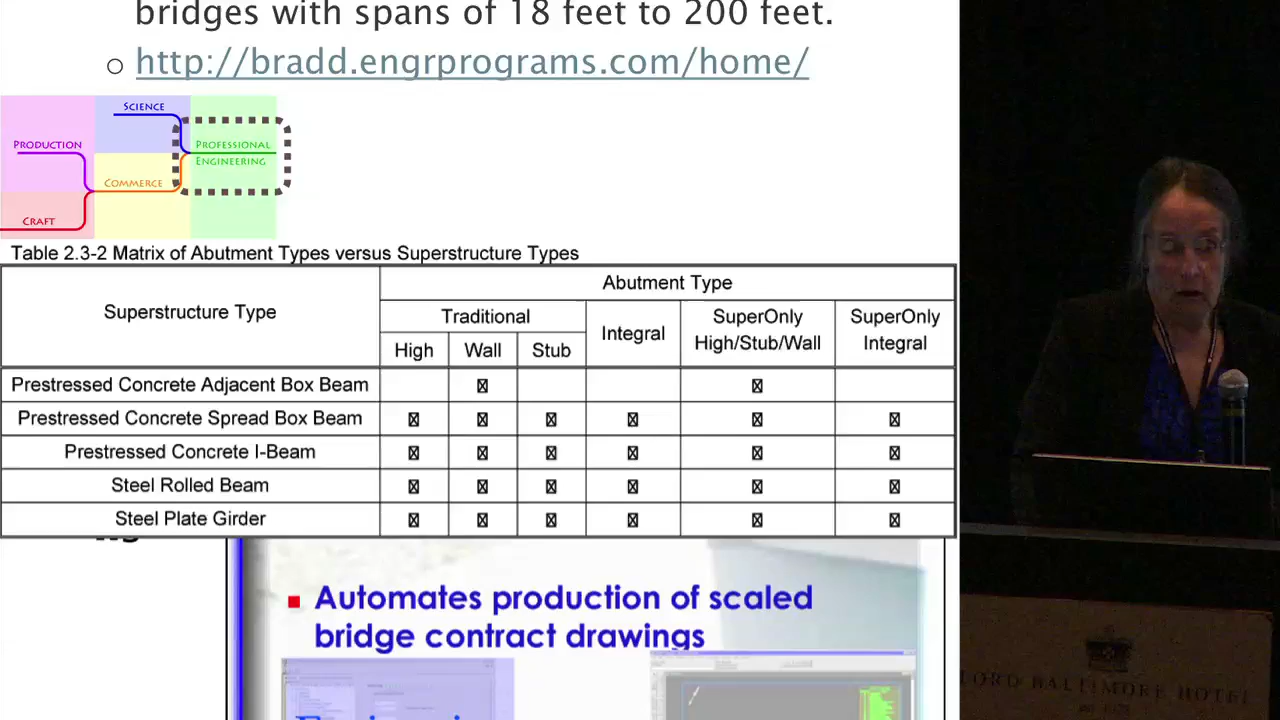 bridges with spans of 18 feet to 200 feet.
http://bradd.engrprograms.com/home/
SCIENCE
PRODUCTION
PROFESSIONAL
ENGINEERING
COMMERCE
CRAFT
Table 2.3-2 Matrix of Abutment Types versus Superstructure Types
Superstructure Type
Abutment Type
Traditional
Integral
SuperOnly
High/Stub/Wall
SuperOnly
Integral
High Wall Stub
Prestressed Concrete Adjacent Box Beam
Prestressed Concrete Spread Box Beam
Prestressed Concrete I-Beam
Steel Rolled Beam
Steel Plate Girder
Automates production of scaled
bridge contract drawings
LORD BALTIMORE HOTEL